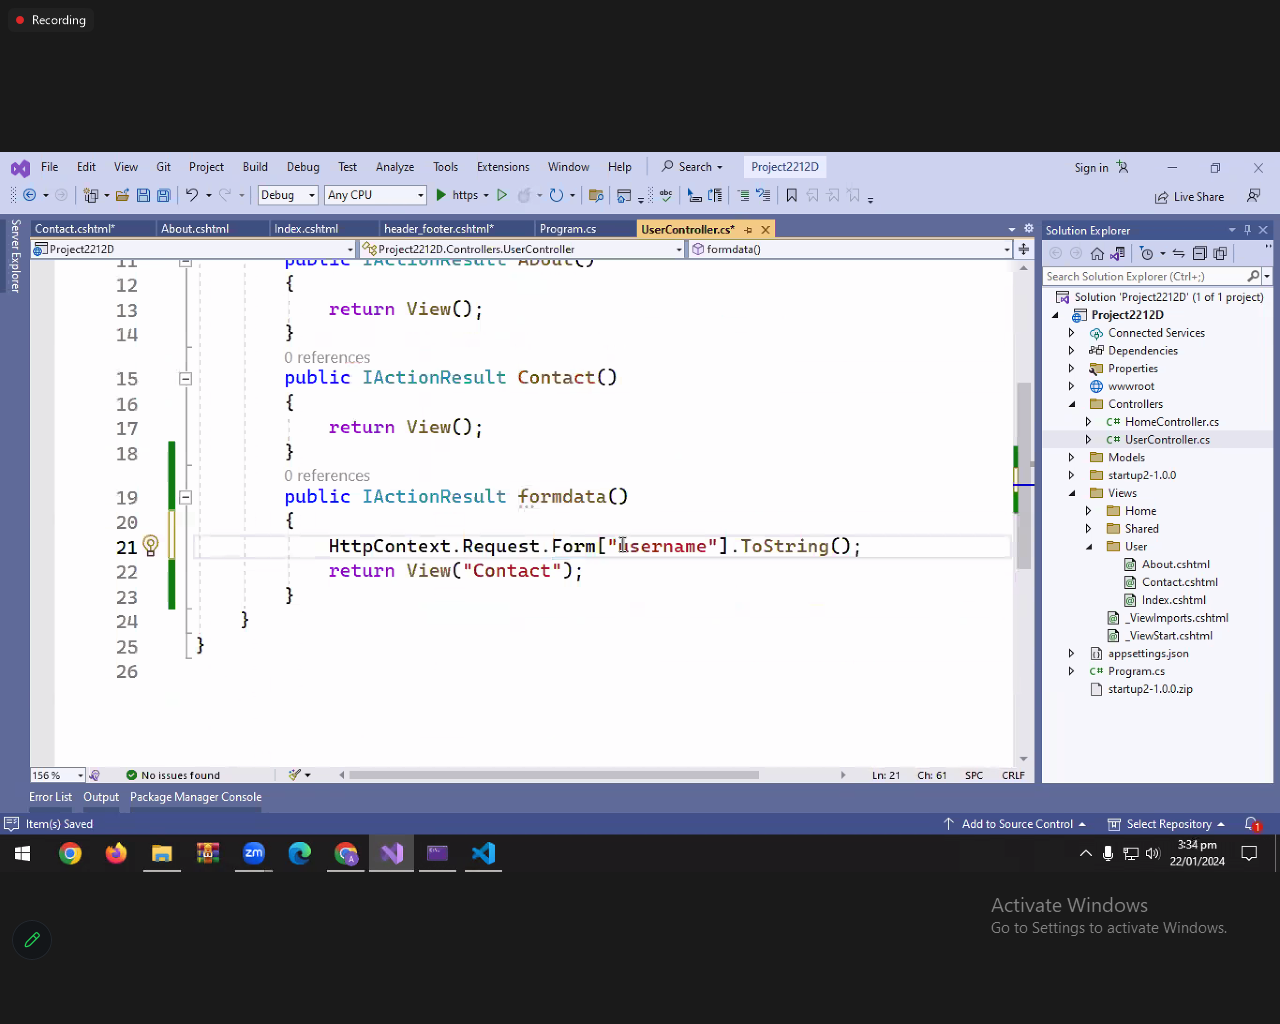 Recording
File Edit View Git Project Build Debug Test Analyze Tools Extensions Window Help Search Project2212D Sign in
Debug Any CPU https Live Share
Server Explorer
Contact.cshtml* About.cshtml Index.cshtml header_footer.cshtml* Program.cs UserController.cs*
Project2212D Project2212D.Controllers.UserController formdata()
11 public IActionResult About()
12 {
13 return View();
14 }
0 references
15 public IActionResult Contact()
16 {
17 return View();
18 }
0 references
19 public IActionResult formdata()
20 {
21 HttpContext.Request.Form["username"].ToString();
22 return View("Contact");
23 }
24 }
25 }
26
156 % No issues found Ln: 21 Ch: 61 SPC CRLF
Error List Output Package Manager Console
Item(s) Saved Add to Source Control Select Repository 1
Solution Explorer
Search Solution Explorer (Ctrl+;)
Solution 'Project2212D' (1 of 1 project)
Project2212D
Connected Services
Dependencies
Properties
wwwroot
Controllers
C# HomeController.cs
C# UserController.cs
Models
startup2-1.0.0
Views
Home
Shared
User
About.cshtml
Contact.cshtml
Index.cshtml
_ViewImports.cshtml
_ViewStart.cshtml
appsettings.json
C# Program.cs
startup2-1.0.0.zip
zm
3:34 pm
22/01/2024
Activate Windows
Go to Settings to activate Windows.